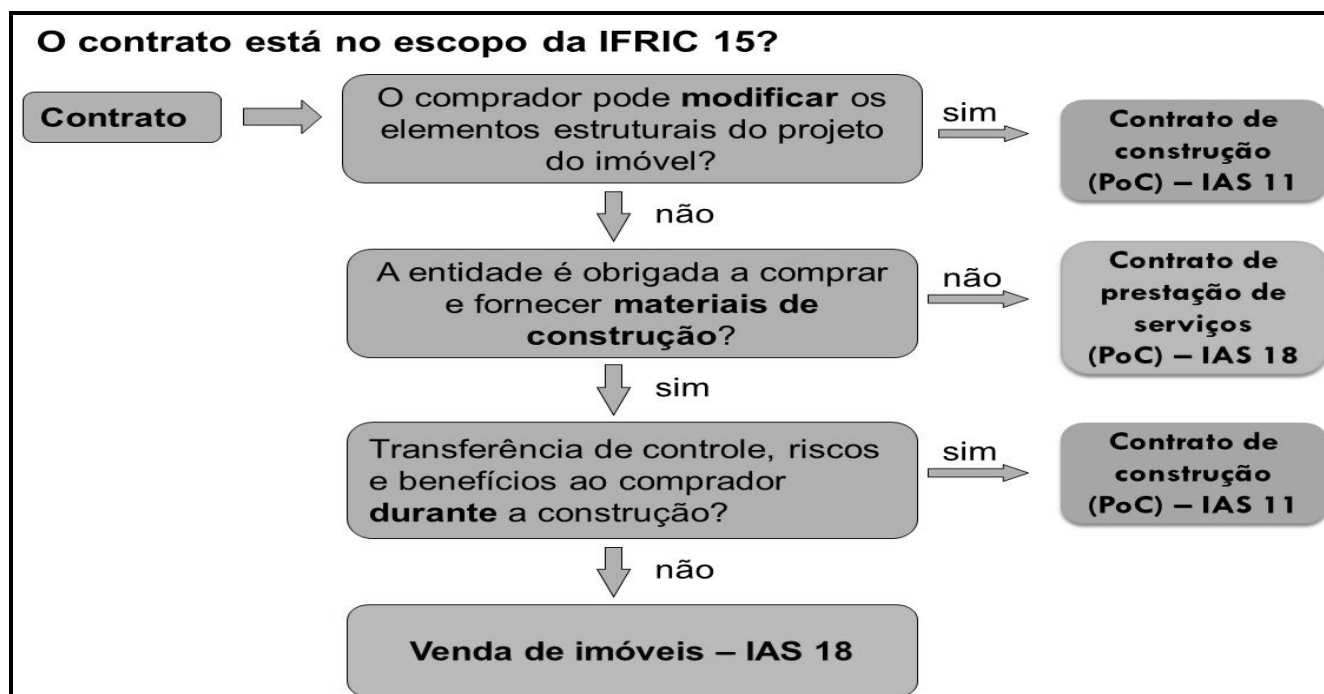 O contrato está no escopo da IFRIC 15?
Contrato
O comprador pode modificar os
elementos estruturais do projeto
do imóvel?
sim
Contrato de
construção
(PoC) – IAS 11
não
A entidade é obrigada a comprar
e fornecer materiais de
construção?
não
Contrato de
prestação de
serviços
(PoC) – IAS 18
sim
Transferência de controle, riscos
e benefícios ao comprador
durante a construção?
sim
Contrato de
construção
(PoC) – IAS 11
não
Venda de imóveis – IAS 18